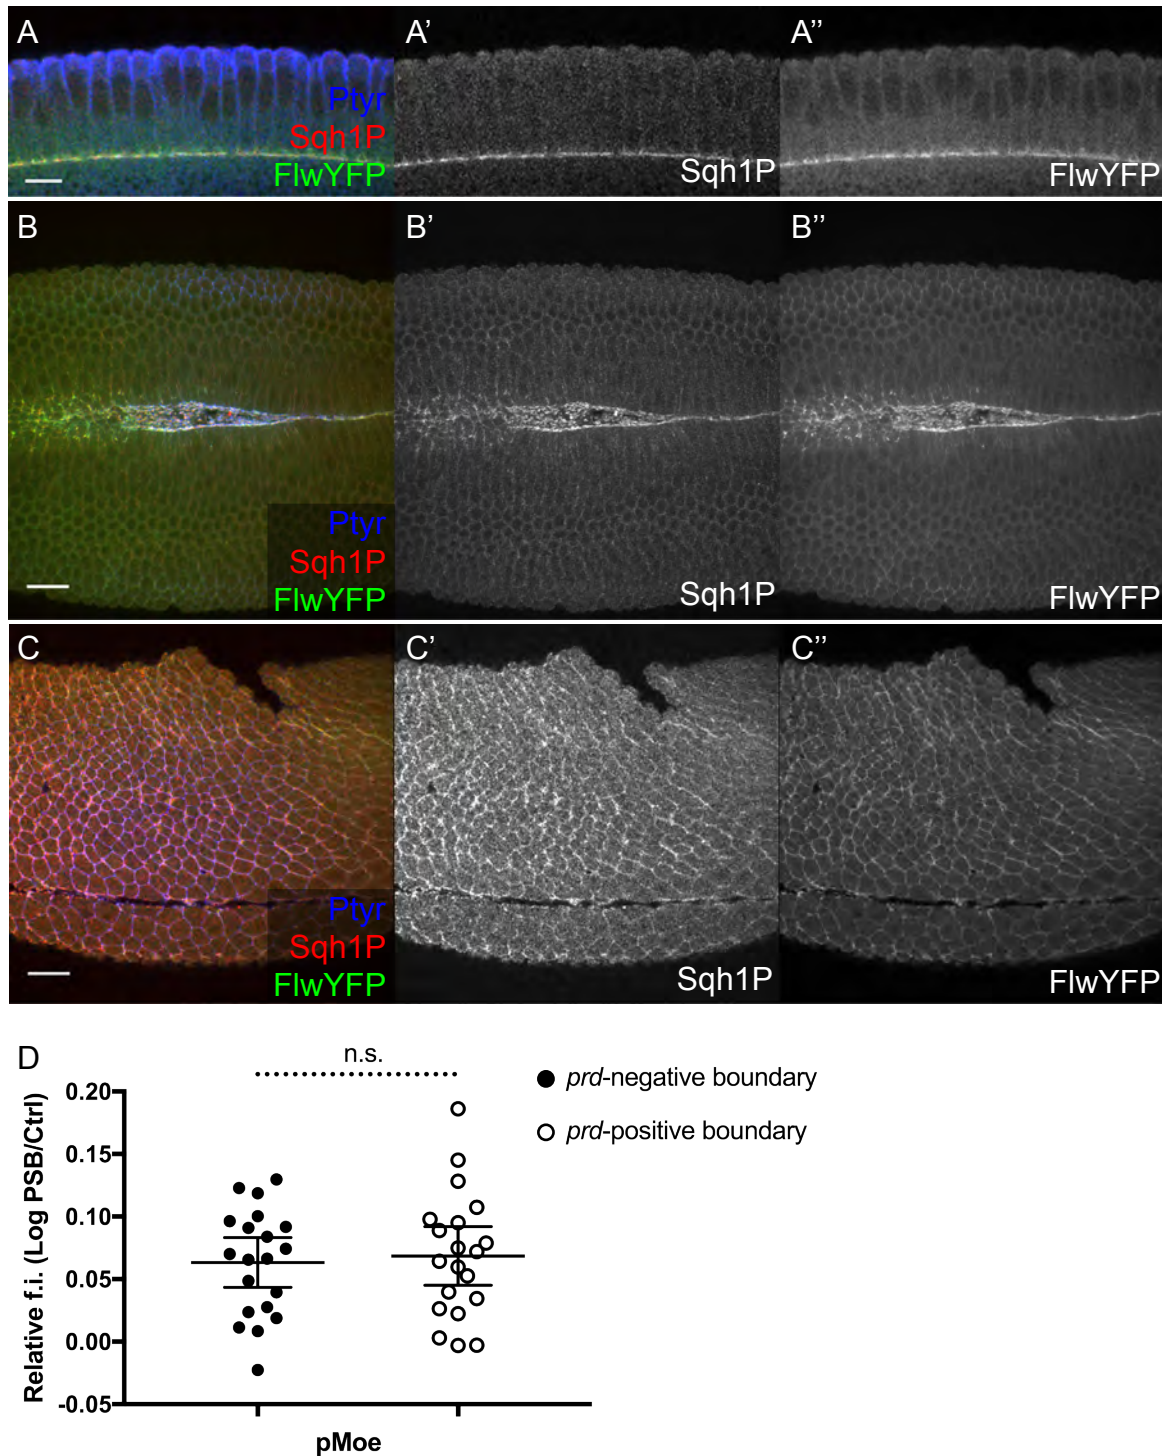 A
Ptyr
Sqh1P
FlwYFP
A’
Sqh1P
A’’
FlwYFP
B
Ptyr
Sqh1P
FlwYFP
B’
Sqh1P
B’’
FlwYFP
C
Ptyr
Sqh1P
FlwYFP
C’
Sqh1P
C’’
FlwYFP
D
n.s.
prd-negative boundary
prd-positive boundary
Relative f.i. (Log PSB/Ctrl)
0.20
0.15
0.10
0.05
0.00
-0.05
pMoe